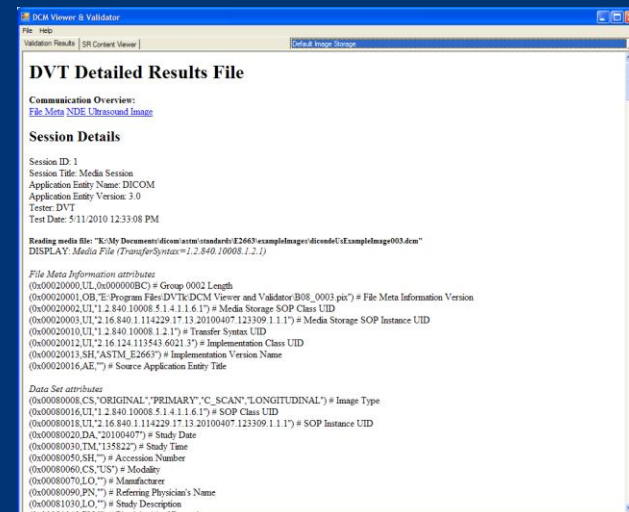 DCM Viewer & Validator
File Help
Validation Results SR Content Viewer Default Image Storage
DVT Detailed Results File
Communication Overview:
File Meta NDE Ultrasound Image
Session Details
Session ID: 1
Session Title: Media Session
Application Entity Name: DICOM
Application Entity Version: 3.0
Tester: DVT
Test Date: 5/11/2010 12:33:08 PM
Reading media file: "K:\My Documents\dicom\astm\standards\E2663\exampleImages\dicondeUsExampleImage003.dcm"
DISPLAY: Media File (TransferSyntax=1.2.840.10008.1.2.1)
File Meta Information attributes
(0x00020000,UL,0x000000BC) # Group 0002 Length
(0x00020001,OB,"E:\Program Files\DVTk\DCM Viewer and Validator\B08_0003.pix") # File Meta Information Version
(0x00020002,UI,"1.2.840.10008.5.1.4.1.1.6.1") # Media Storage SOP Class UID
(0x00020003,UI,"2.16.840.1.114229.17.13.20100407.123309.1.1.1") # Media Storage SOP Instance UID
(0x00020010,UI,"1.2.840.10008.1.2.1") # Transfer Syntax UID
(0x00020012,UI,"2.16.124.113543.6021.3") # Implementation Class UID
(0x00020013,SH,"ASTM_E2663") # Implementation Version Name
(0x00020016,AE,"") # Source Application Entity Title
Data Set attributes
(0x00080008,CS,"ORIGINAL","PRIMARY","C_SCAN","LONGITUDINAL") # Image Type
(0x00080016,UI,"1.2.840.10008.5.1.4.1.1.6.1") # SOP Class UID
(0x00080018,UI,"2.16.840.1.114229.17.13.20100407.123309.1.1.1") # SOP Instance UID
(0x00080020,DA,"20100407") # Study Date
(0x00080030,TM,"135822") # Study Time
(0x00080050,SH,"") # Accession Number
(0x00080060,CS,"US") # Modality
(0x00080070,LO,"") # Manufacturer
(0x00080090,PN,"") # Referring Physician's Name
(0x00081030,LO,"") # Study Description